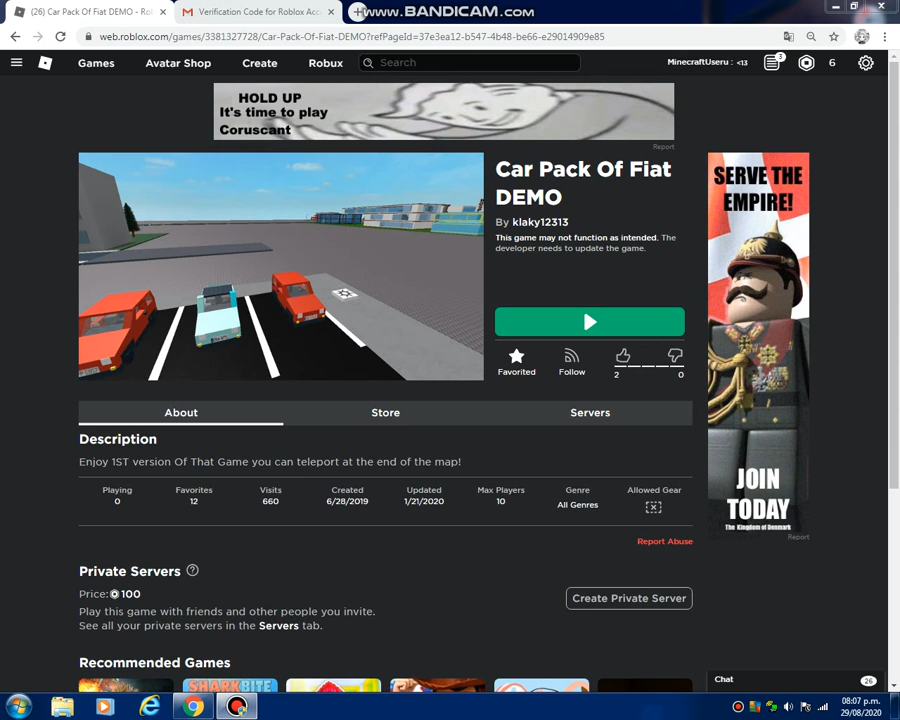 (26) Car Pack Of Fiat DEMO - Rob
Verification Code for Roblox Acc
www.BANDICAM.com
web.roblox.com/games/3381327728/Car-Pack-Of-Fiat-DEMO?refPageId=37e3ea12-b547-4b48-be66-e29014909e85
Games
Avatar Shop
Create
Robux
Search
MinecraftUseru : <13
3
6
HOLD UP
It's time to play
Coruscant
Report
Car Pack Of Fiat
DEMO
By klaky12313
This game may not function as intended. The
developer needs to update the game.
Favorited
Follow
2
0
SERVE THE
EMPIRE!
JOIN
TODAY
The Kingdom of Denmark
Report
About
Store
Servers
Description
Enjoy 1ST version Of That Game you can teleport at the end of the map!
Playing
0
Favorites
12
Visits
660
Created
6/28/2019
Updated
1/21/2020
Max Players
10
Genre
All Genres
Allowed Gear
Report Abuse
Private Servers
Price: 100
Play this game with friends and other people you invite.
See all your private servers in the Servers tab.
Create Private Server
Recommended Games
SHARKBITE
Chat
26
08:07 p.m.
29/08/2020